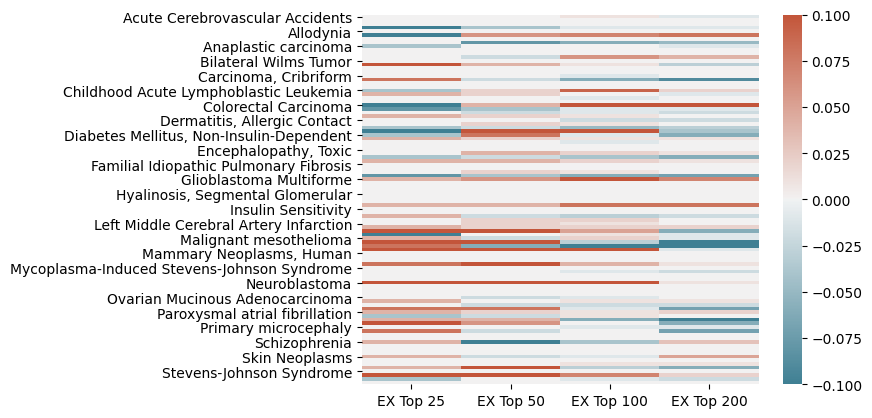 Acute Cerebrovascular Accidents
Allodynia
Anaplastic carcinoma
Bilateral Wilms Tumor
Carcinoma, Cribriform
Childhood Acute Lymphoblastic Leukemia
Colorectal Carcinoma
Dermatitis, Allergic Contact
Diabetes Mellitus, Non-Insulin-Dependent
Encephalopathy, Toxic
Familial Idiopathic Pulmonary Fibrosis
Glioblastoma Multiforme
Hyalinosis, Segmental Glomerular
Insulin Sensitivity
Left Middle Cerebral Artery Infarction
Malignant mesothelioma
Mammary Neoplasms, Human
Mycoplasma-Induced Stevens-Johnson Syndrome
Neuroblastoma
Ovarian Mucinous Adenocarcinoma
Paroxysmal atrial fibrillation
Primary microcephaly
Schizophrenia
Skin Neoplasms
Stevens-Johnson Syndrome
EX Top 25 EX Top 50 EX Top 100 EX Top 200
0.100
0.075
0.050
0.025
0.000
−0.025
−0.050
−0.075
−0.100